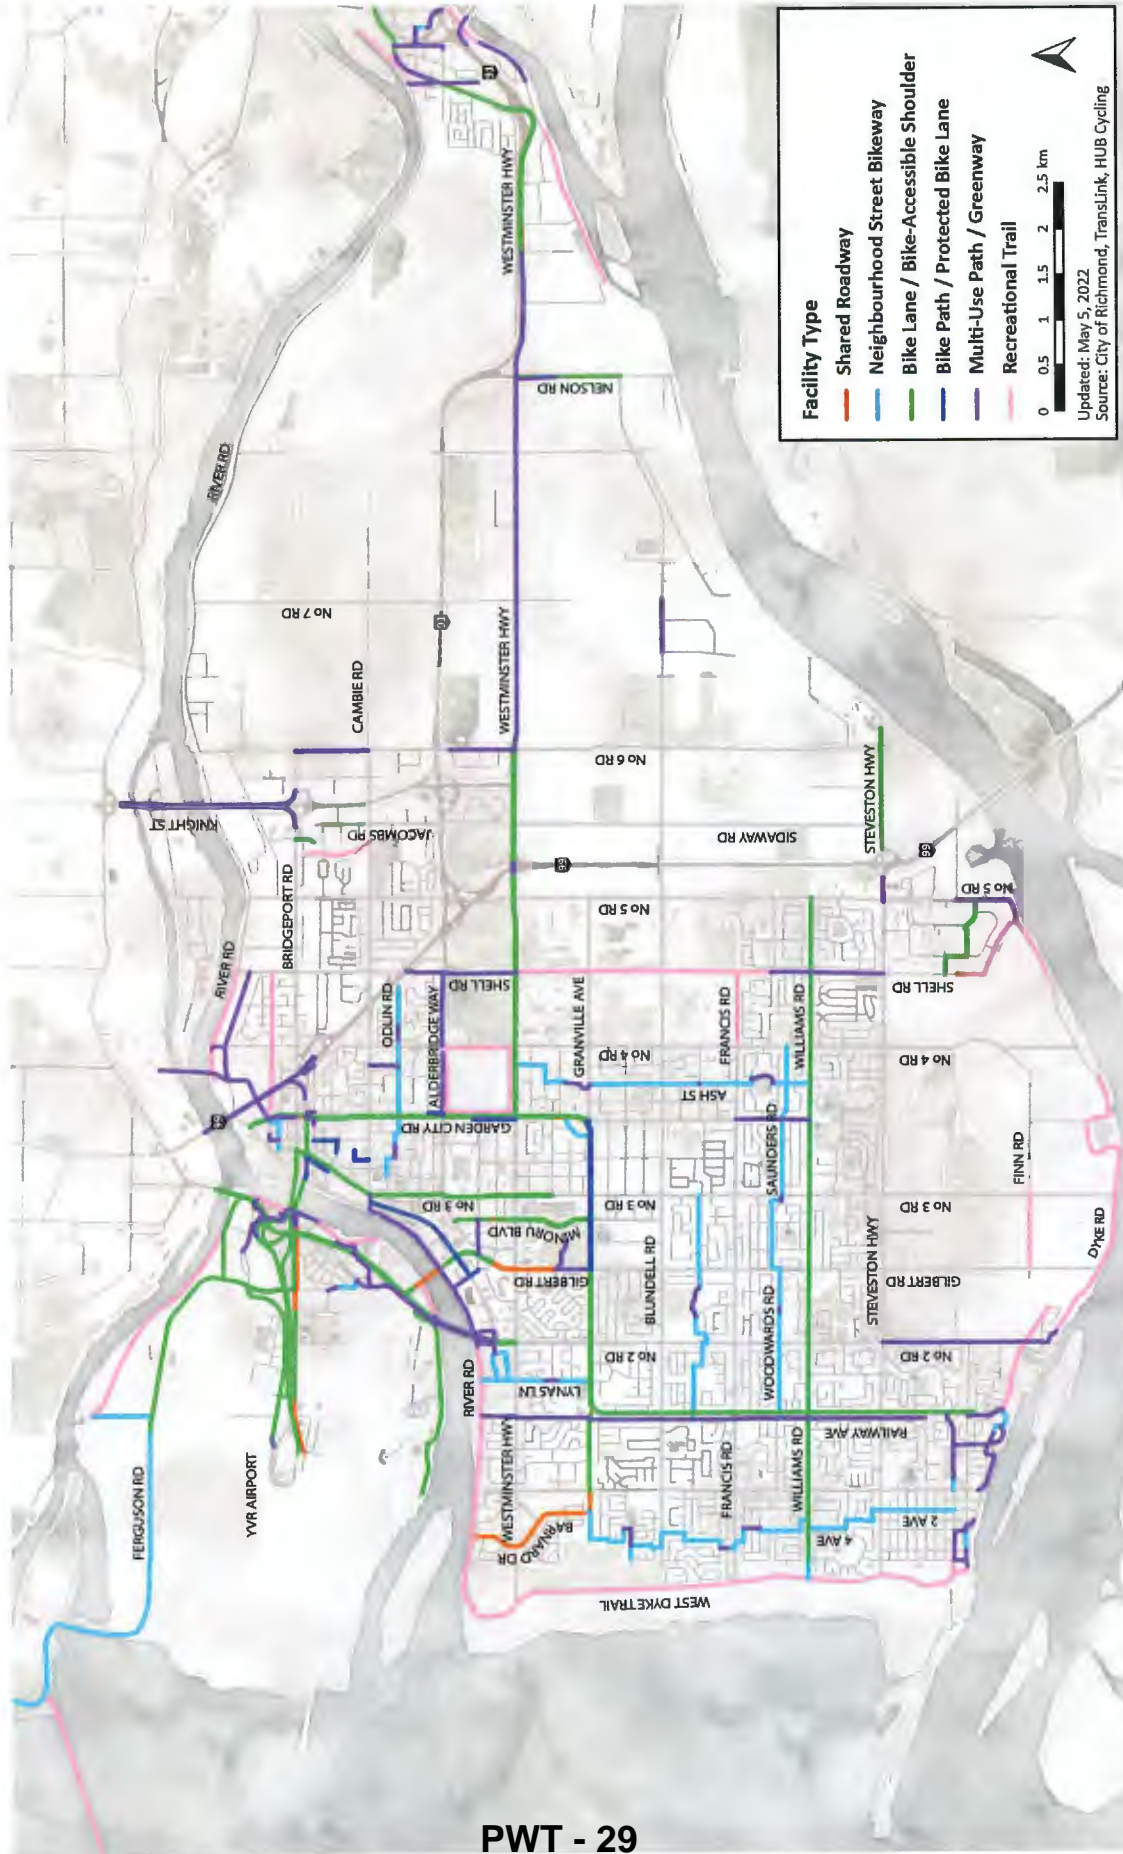 Facility Type
Shared Roadway
Neighbourhood Street Bikeway
Bike Lane / Bike-Accessible Shoulder
Bike Path / Protected Bike Lane
Multi-Use Path / Greenway
Recreational Trail
0 0.5 1 1.5 2 2.5 km
Updated: May 5, 2022
Source: City of Richmond, TransLink, HUB Cycling
FERGUSON RD
YVR AIRPORT
RIVER RD
KNIGHT ST
BRIDGEPORT RD
RIVER RD
RIVER RD
CAMBIE RD
No 7 RD
JACOMBS RD
ODLIN RD
ALDERBRIDGE WAY
SHELL RD
GARDEN CITY RD
No 3 RD
MINORU BLVD
GILBERT RD
WESTMINSTER HWY
WESTMINSTER HWY
WESTMINSTER HWY
91
99
99
99
NELSON RD
LYNAS LN
BARNARD DR
GRANVILLE AVE
No 4 RD
No 5 RD
No 6 RD
SIDAWAY RD
ASH ST
BLUNDELL RD
No 3 RD
No 2 RD
FRANCIS RD
FRANCIS RD
SAUNDERS RD
WOODWARDS RD
WILLIAMS RD
WILLIAMS RD
RAILWAY AVE
WEST DYKE TRAIL
4 AVE
2 AVE
STEVESTON HWY
STEVESTON HWY
No 5 RD
SHELL RD
No 4 RD
No 3 RD
GILBERT RD
No 2 RD
FINN RD
DYKE RD
PWT - 29